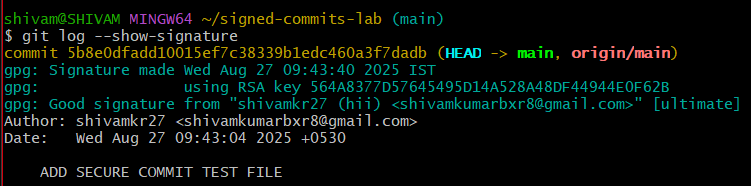 shivam@SHIVAM MINGW64 ~/signed-commits-lab (main)
$ git log --show-signature
commit 5b8e0dfadd10015ef7c38339b1edc460a3f7dadb (HEAD -> main, origin/main)
gpg: Signature made Wed Aug 27 09:43:40 2025 IST
gpg:                using RSA key 564A8377D57645495D14A528A48DF44944E0F62B
gpg: Good signature from "shivamkr27 (hii) <shivamkumarbxr8@gmail.com>" [ultimate]
Author: shivamkr27 <shivamkumarbxr8@gmail.com>
Date:   Wed Aug 27 09:43:04 2025 +0530
    ADD SECURE COMMIT TEST FILE